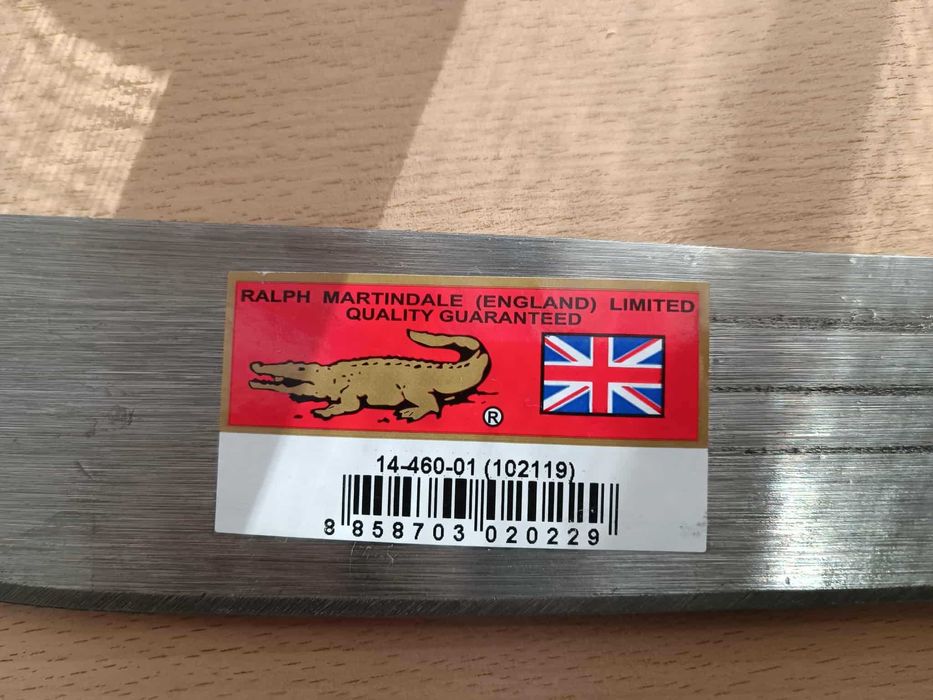 RALPH MARTINDALE (ENGLAND) LIMITED
QUALITY GUARANTEED
®
14-460-01 (102119)
8 858703 020229